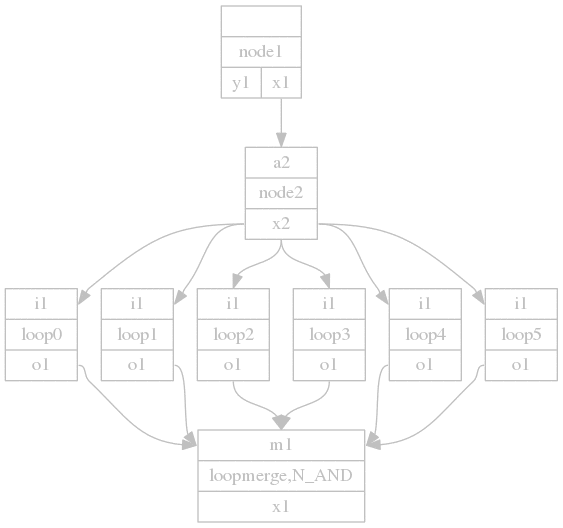 node1
y1 x1
a2
node2
x2
i1 i1 i1 i1 i1 i1
loop0 loop1 loop2 loop3 loop4 loop5
o1 o1 o1 o1 o1 o1
m1
loopmerge,N_AND
x1